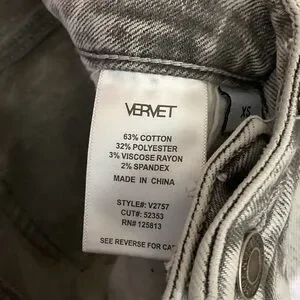 VERVET
63% COTTON
32% POLYESTER
3% VISCOSE RAYON
2% SPANDEX
MADE IN CHINA
STYLE#: V2757
CUT#: 52353
RN# 125813
SEE REVERSE FOR
XS